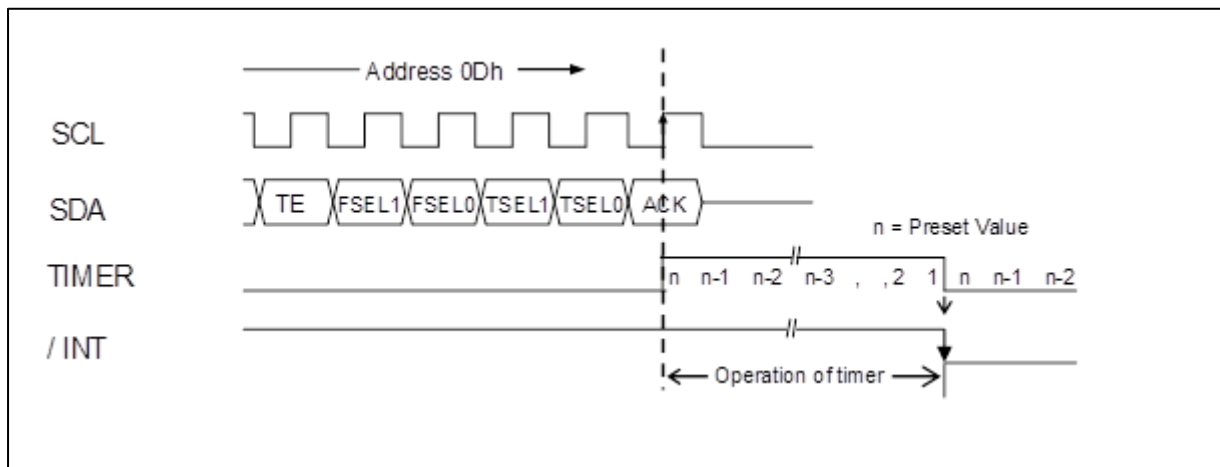 Address 0Dh
SCL
SDA TE FSEL1 FSEL0 TSEL1 TSEL0 ACK
n = Preset Value
TIMER n n-1 n-2 n-3 , ,2 1 n n-1 n-2
/ INT
Operation of timer